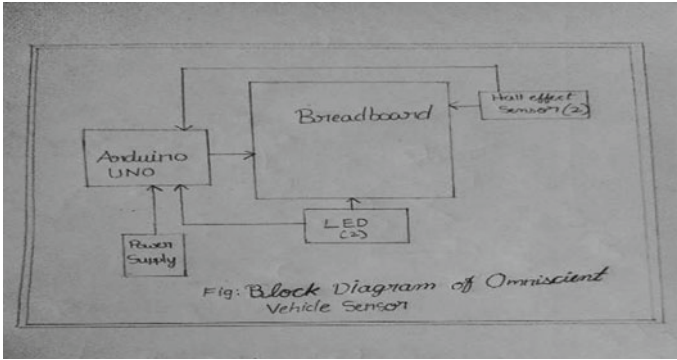 Breadboard
Hall effect
Sensor (2)
Arduino
UNO
LED
(2)
Power
Supply
Fig: Block Diagram of Omniscient
Vehicle Sensor